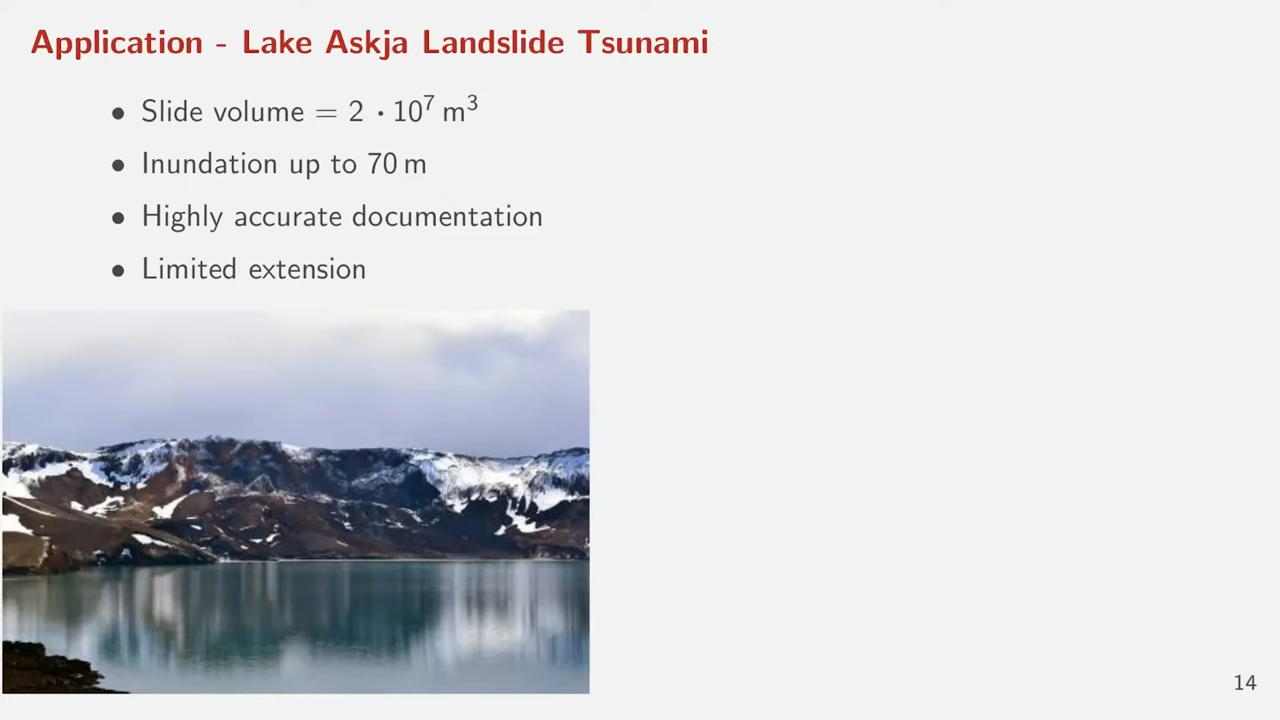 Application - Lake Askja Landslide Tsunami
• Slide volume = 2 · 10⁷ m³
• Inundation up to 70 m
• Highly accurate documentation
• Limited extension
14